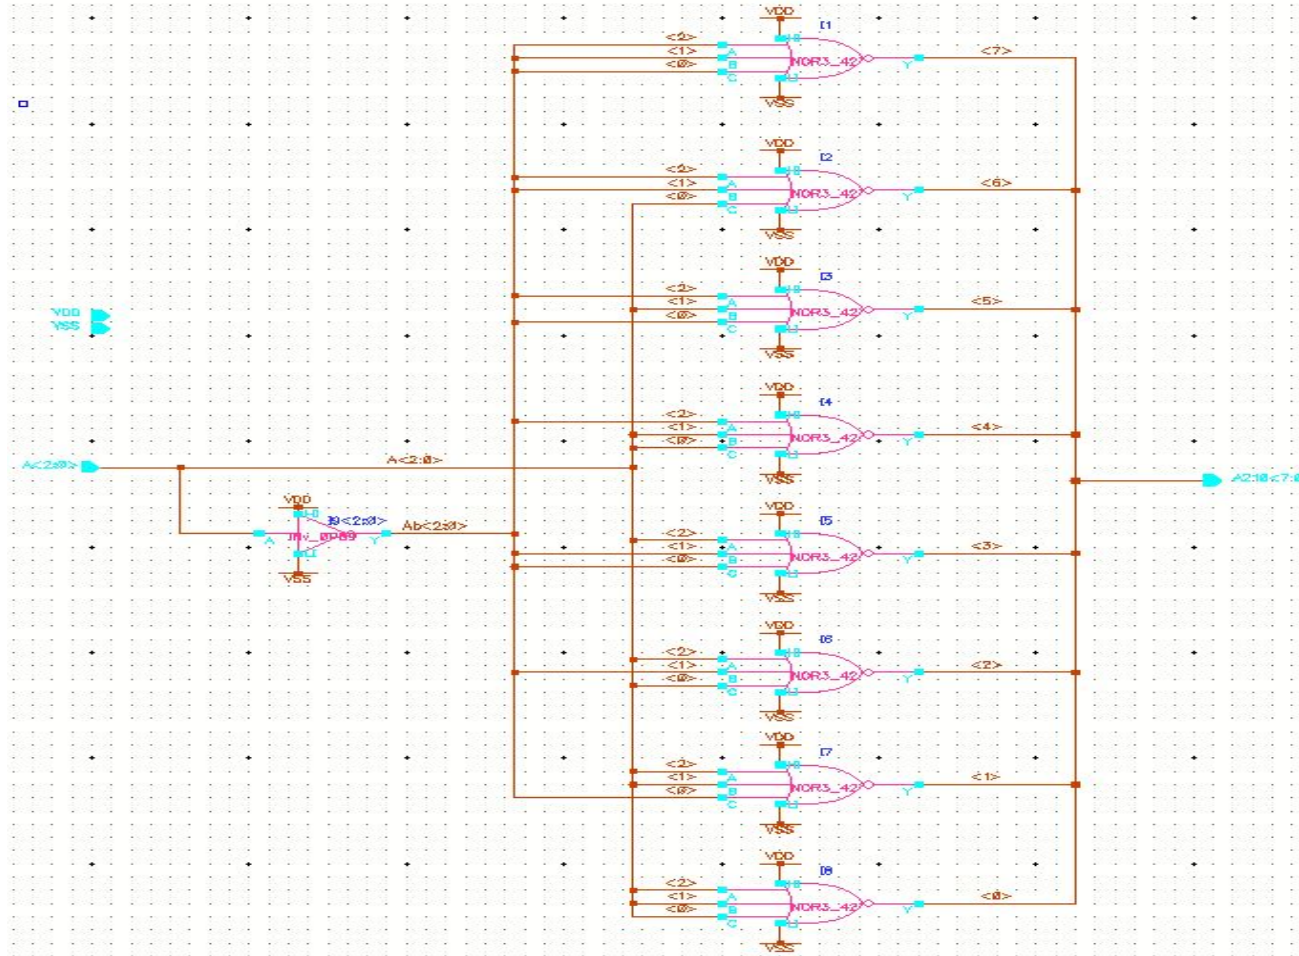 VDD
I1
<2>
<1>
<0>
A
B
C
NOR3_42
Y
<7>
VSS
VDD
I2
<2>
<1>
<0>
A
B
C
NOR3_42
Y
<6>
VSS
VDD
I3
<2>
<1>
<0>
A
B
C
NOR3_42
Y
<5>
VSS
VDD
VSS
VDD
I4
<2>
<1>
<0>
A
B
C
NOR3_42
Y
<4>
VSS
A<2:0>
A<2:0>
VDD
I9<2:0>
Ab<2:0>
A
Y
VSS
VDD
I5
<2>
<1>
<0>
A
B
C
NOR3_42
Y
<3>
VSS
VDD
I6
<2>
<1>
<0>
A
B
C
NOR3_42
Y
<2>
VSS
VDD
I7
<2>
<1>
<0>
A
B
C
NOR3_42
Y
<1>
VSS
VDD
I8
<2>
<1>
<0>
A
B
C
NOR3_42
Y
<0>
VSS